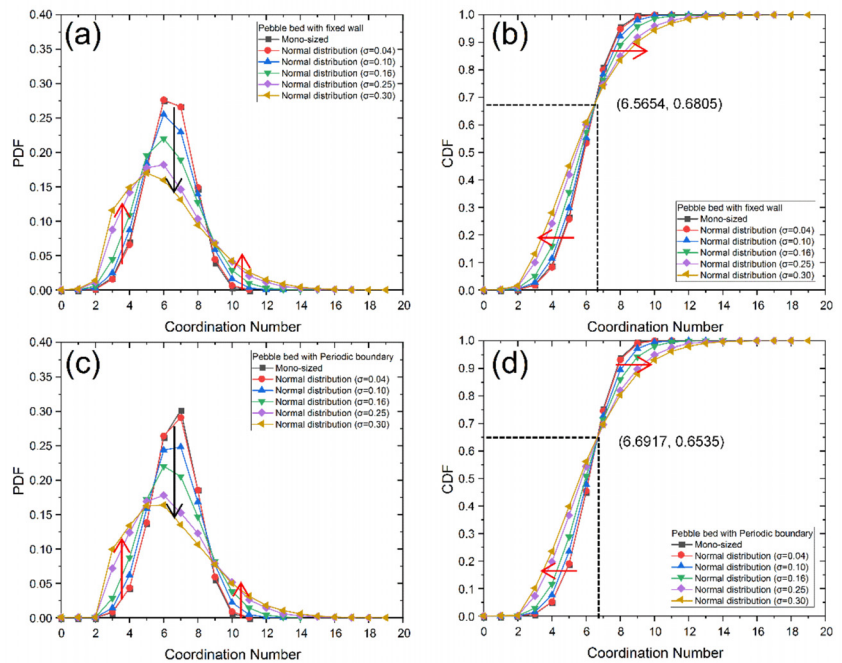 (a)
Pebble bed with fixed wall
Mono-sized
Normal distribution (σ=0.04)
Normal distribution (σ=0.10)
Normal distribution (σ=0.16)
Normal distribution (σ=0.25)
Normal distribution (σ=0.30)
0.40
0.35
0.30
0.25
0.20
0.15
0.10
0.05
0.00
PDF
0 2 4 6 8 10 12 14 16 18 20
Coordination Number
(b)
1.0
0.9
0.8
0.7
0.6
0.5
0.4
0.3
0.2
0.1
0.0
CDF
(6.5654, 0.6805)
Pebble bed with fixed wall
Mono-sized
Normal distribution (σ=0.04)
Normal distribution (σ=0.10)
Normal distribution (σ=0.16)
Normal distribution (σ=0.25)
Normal distribution (σ=0.30)
0 2 4 6 8 10 12 14 16 18 20
Coordination Number
(c)
Pebble bed with Periodic boundary
Mono-sized
Normal distribution (σ=0.04)
Normal distribution (σ=0.10)
Normal distribution (σ=0.16)
Normal distribution (σ=0.25)
Normal distribution (σ=0.30)
0.40
0.35
0.30
0.25
0.20
0.15
0.10
0.05
0.00
PDF
0 2 4 6 8 10 12 14 16 18 20
Coordination Number
(d)
1.0
0.9
0.8
0.7
0.6
0.5
0.4
0.3
0.2
0.1
0.0
CDF
(6.6917, 0.6535)
Pebble bed with Periodic boundary
Mono-sized
Normal distribution (σ=0.04)
Normal distribution (σ=0.10)
Normal distribution (σ=0.16)
Normal distribution (σ=0.25)
Normal distribution (σ=0.30)
0 2 4 6 8 10 12 14 16 18 20
Coordination Number